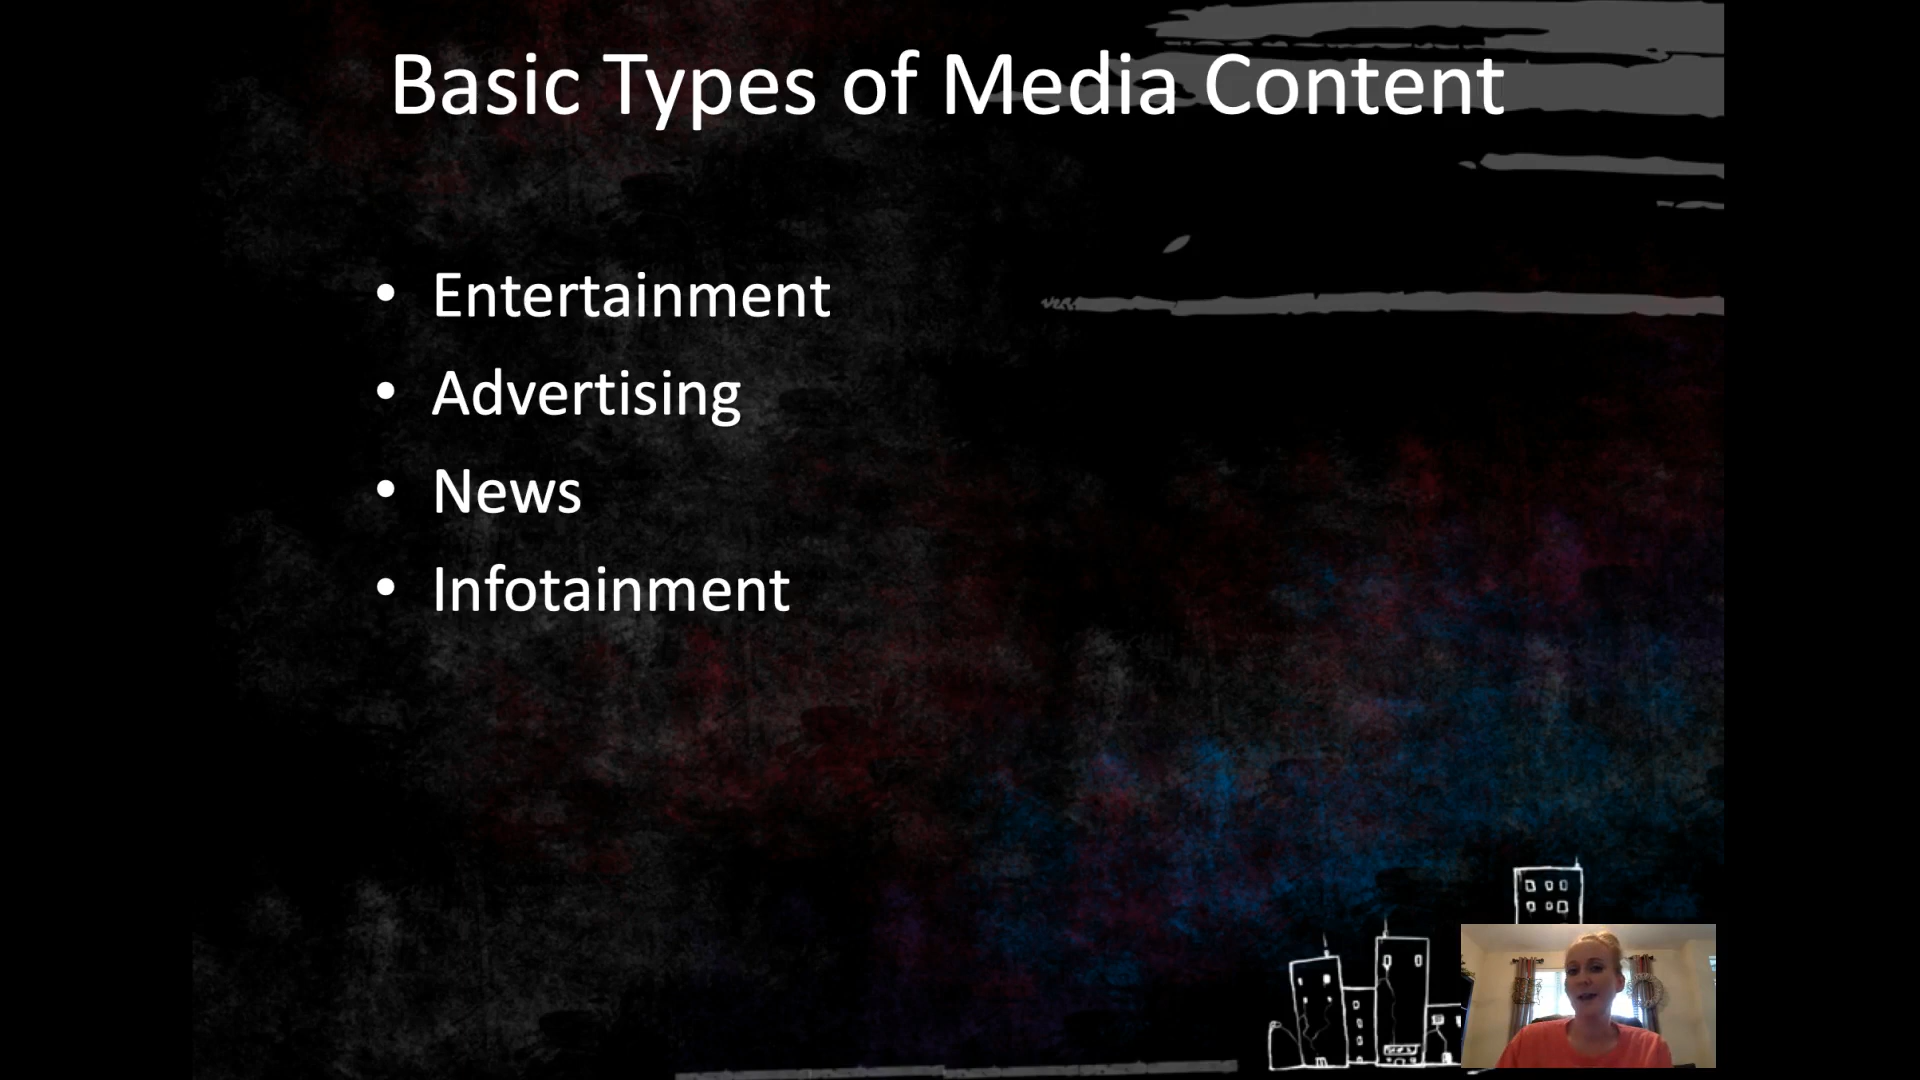 Basic Types of Media Content
• Entertainment
• Advertising
• News
• Infotainment